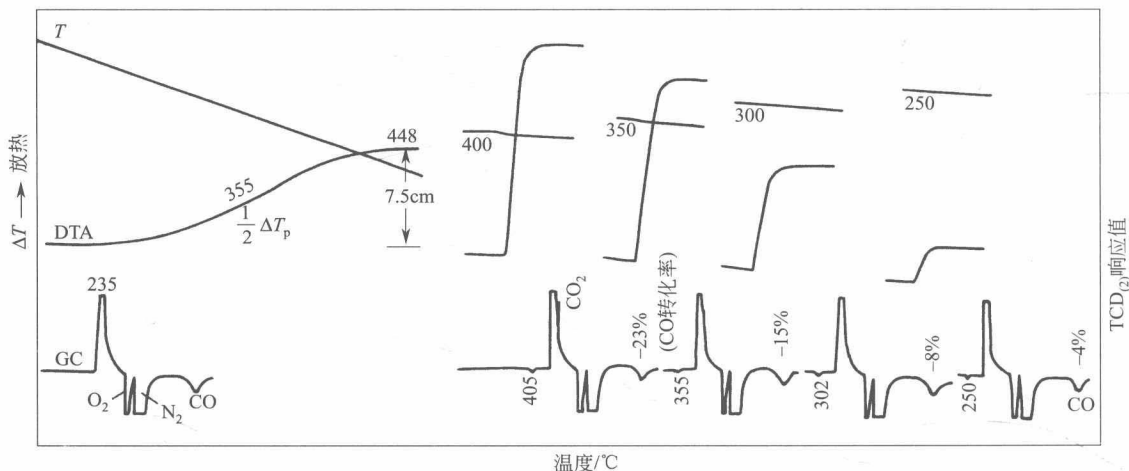 T
ΔT → 放热
448
355
1/2 ΔTp
7.5cm
DTA
400
350
300
250
235
GC
O2
N2
CO
405
CO2
-23%
(CO转化率)
355
-15%
302
-8%
250
-4%
CO
TCD(2)响应值
温度/℃